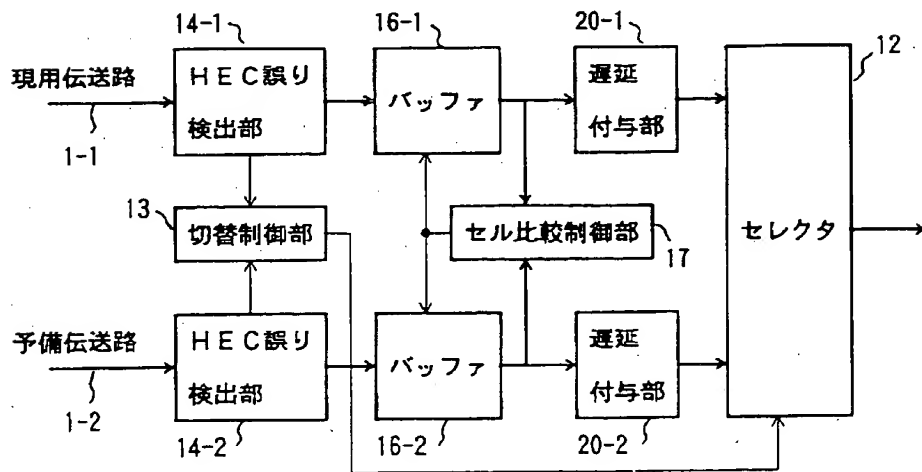 14-1
16-1
20-1
12
現用伝送路
1-1
HEC誤り
検出部
バッファ
遅延
付与部
13
切替制御部
セル比較制御部
17
セレクタ
予備伝送路
1-2
HEC誤り
検出部
バッファ
遅延
付与部
14-2
16-2
20-2